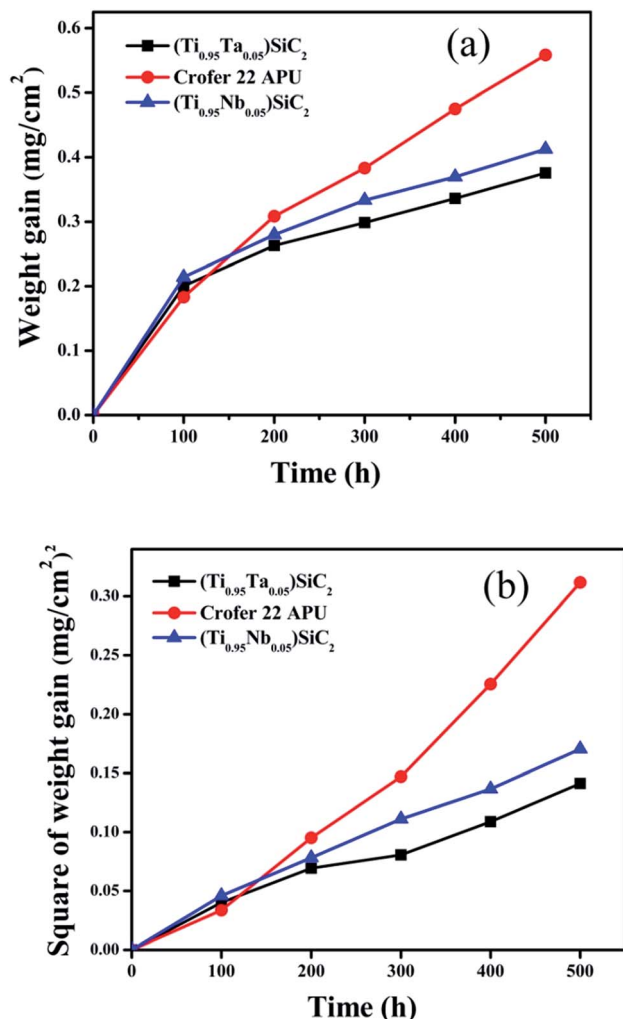 (a)
(Ti₀.₉₅Ta₀.₀₅)SiC₂
Crofer 22 APU
(Ti₀.₉₅Nb₀.₀₅)SiC₂
Weight gain (mg/cm²)
0.6
0.5
0.4
0.3
0.2
0.1
0.0
0 100 200 300 400 500
Time (h)
(b)
(Ti₀.₉₅Ta₀.₀₅)SiC₂
Crofer 22 APU
(Ti₀.₉₅Nb₀.₀₅)SiC₂
Square of weight gain (mg/cm²)²
0.30
0.25
0.20
0.15
0.10
0.05
0.00
0 100 200 300 400 500
Time (h)